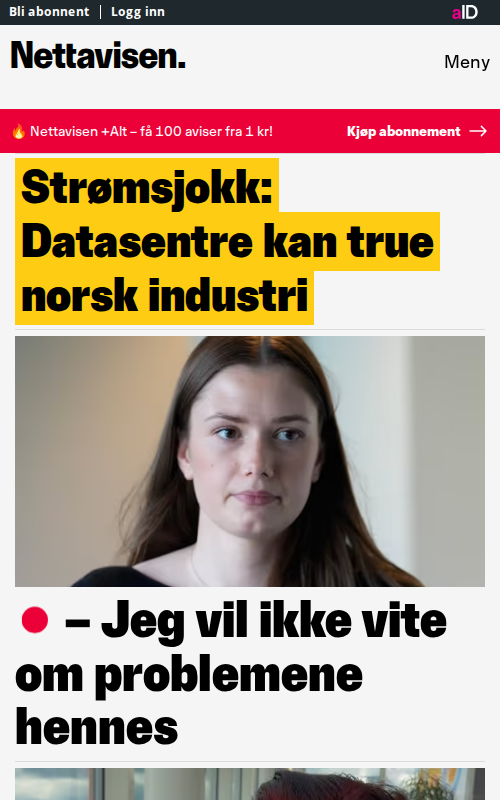 Bli abonnent | Logg inn
aID
Nettavisen.
Meny
🔥 Nettavisen +Alt – få 100 aviser fra 1 kr!
Kjøp abonnement →
Strømsjokk:
Datasentre kan true
norsk industri
– Jeg vil ikke vite
om problemene
hennes